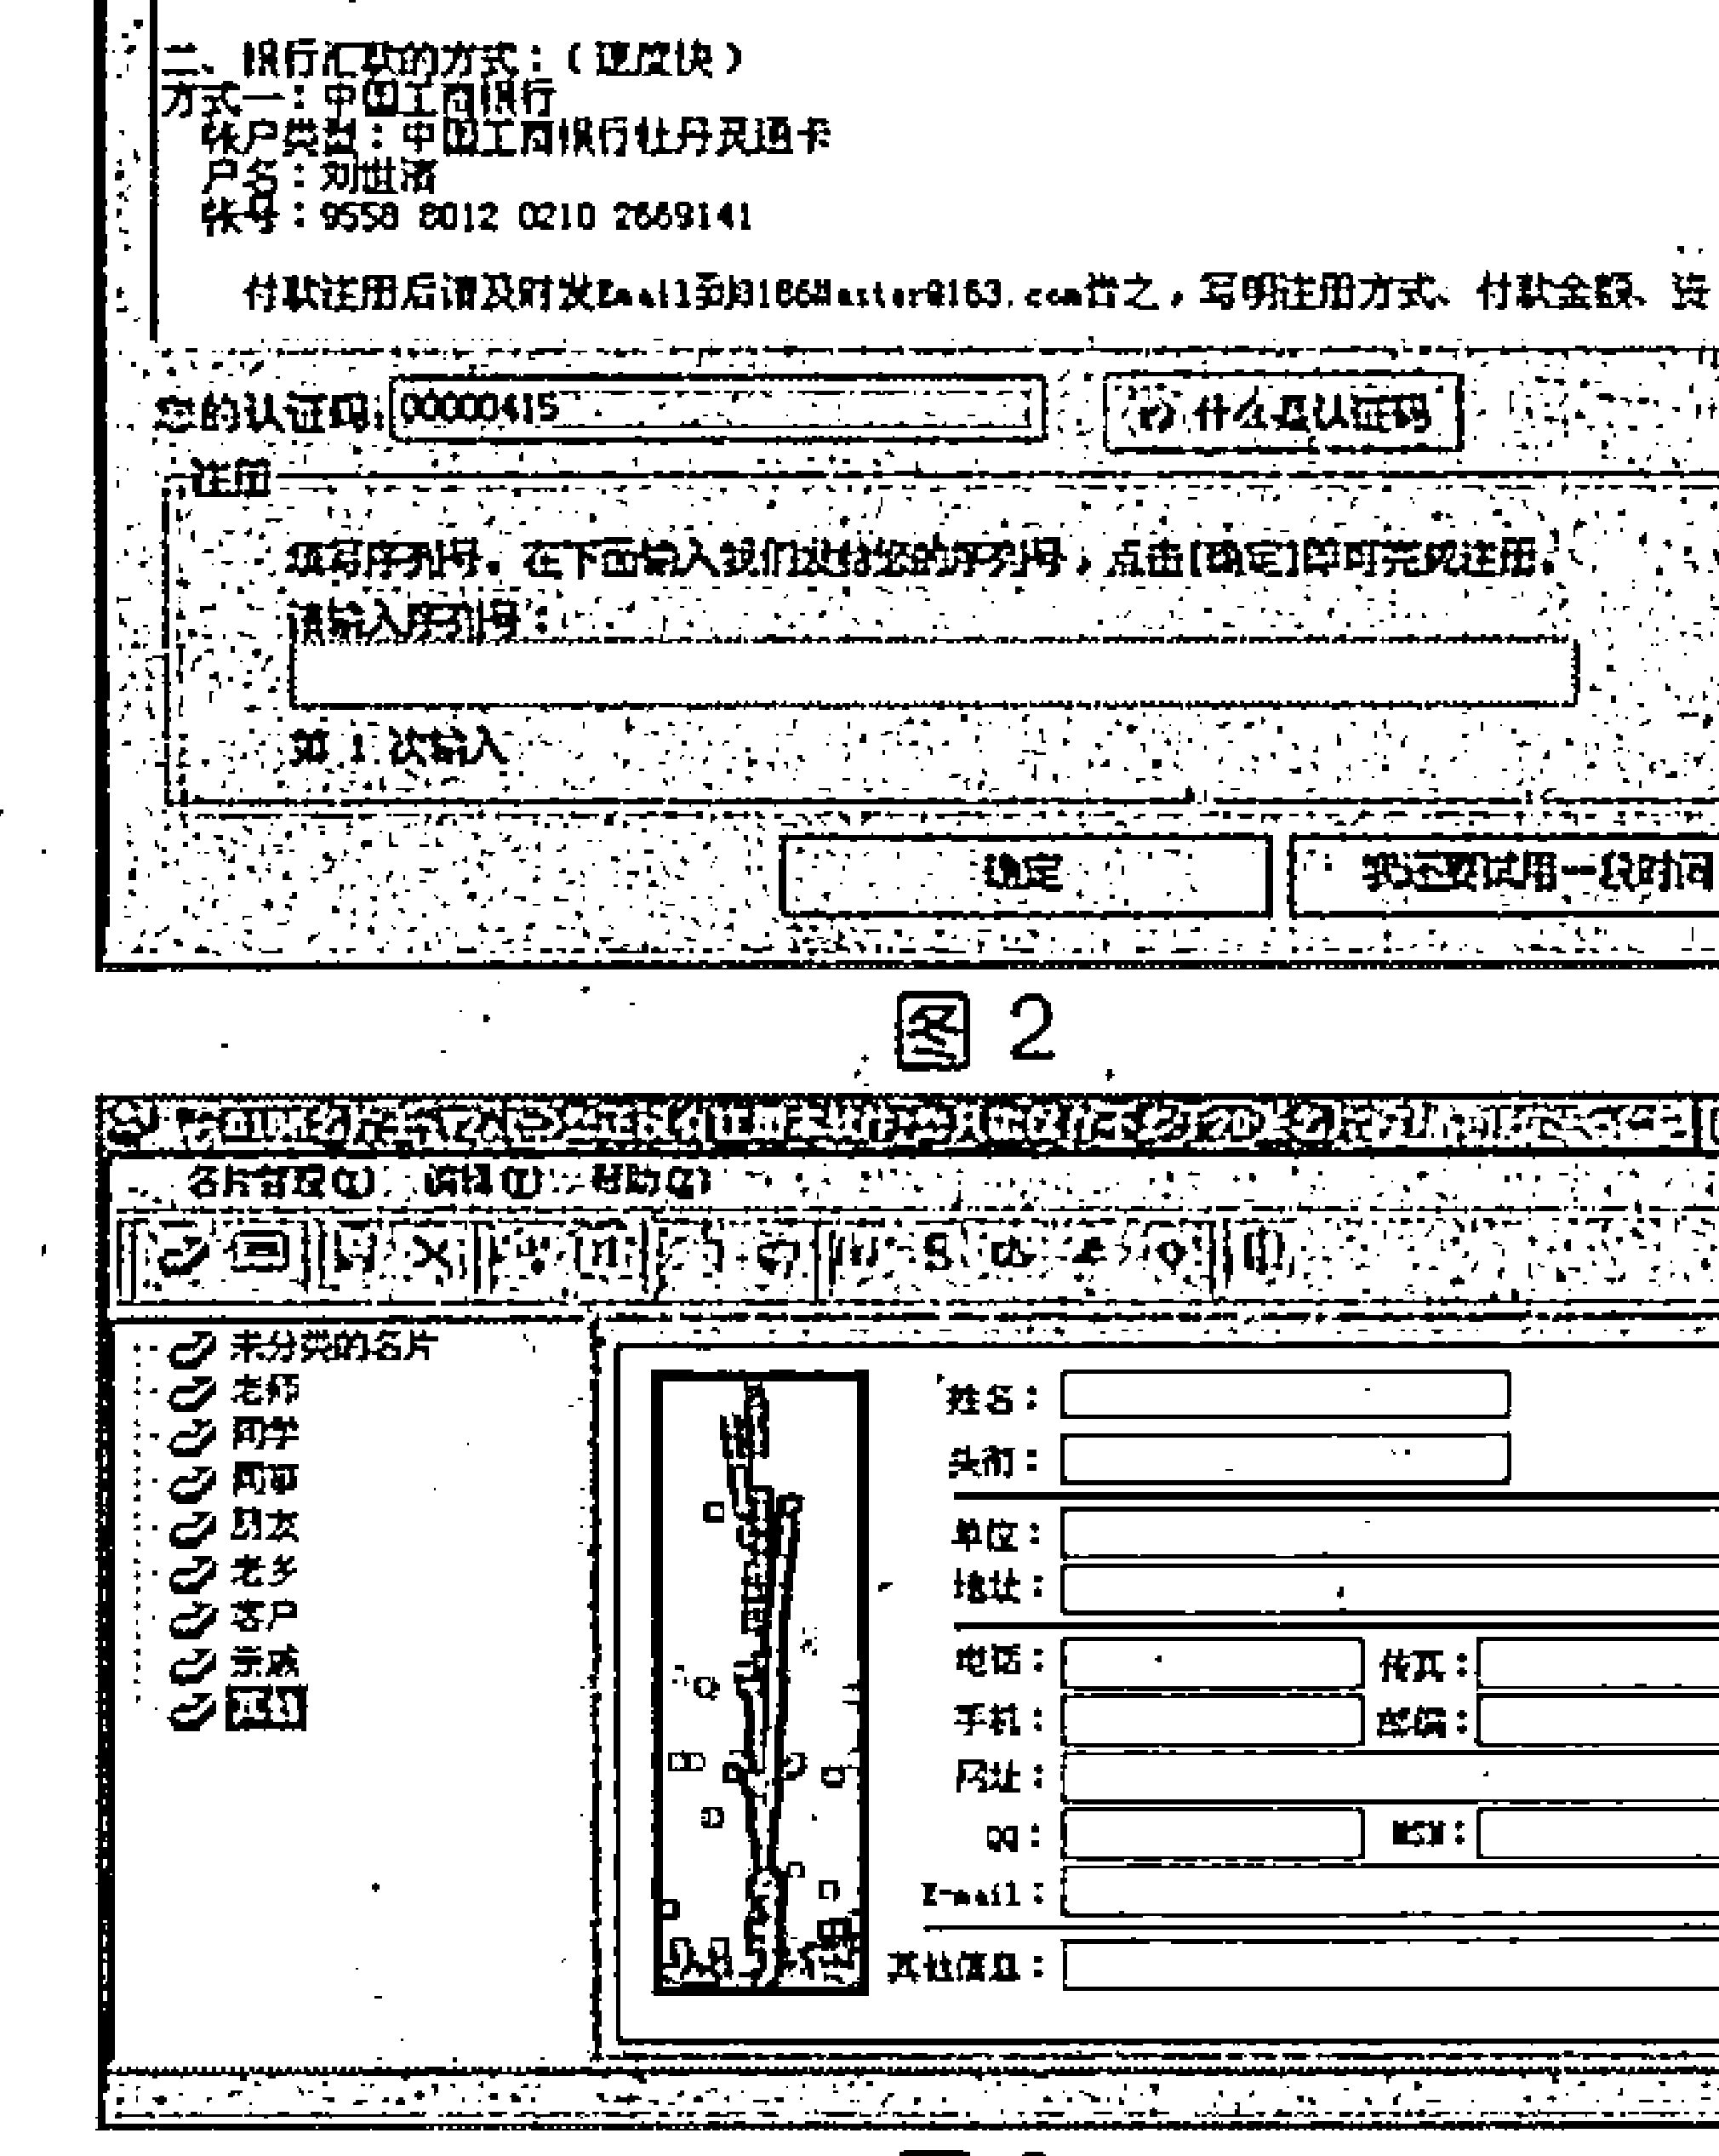 二、银行汇款的方式：（速度快）
方式一：中国工商银行
帐户类型：中国工商银行牡丹灵通卡
户名：刘世清
帐号：9558 8012 0210 2669141
付款注册后请及时发Email到J3186Master@163.com告之，写明注册方式、付款金额、
您的认证码：00000415 什么是认证码
注册
填写序列号。在下面输入我们发给您的序列号，点击[确定]即可完成注册。
请输入序列号：
第 1 次输入
确定 我还要试用一段时间
图 2
名片管理 编辑 帮助
未分类的名片
老师
同学
同事
朋友
老乡
客户
亲戚
其他
姓名：
头衔：
单位：
地址：
电话： 传真：
手机： 邮编：
网址：
QQ： MSN：
E-mail：
其他信息：